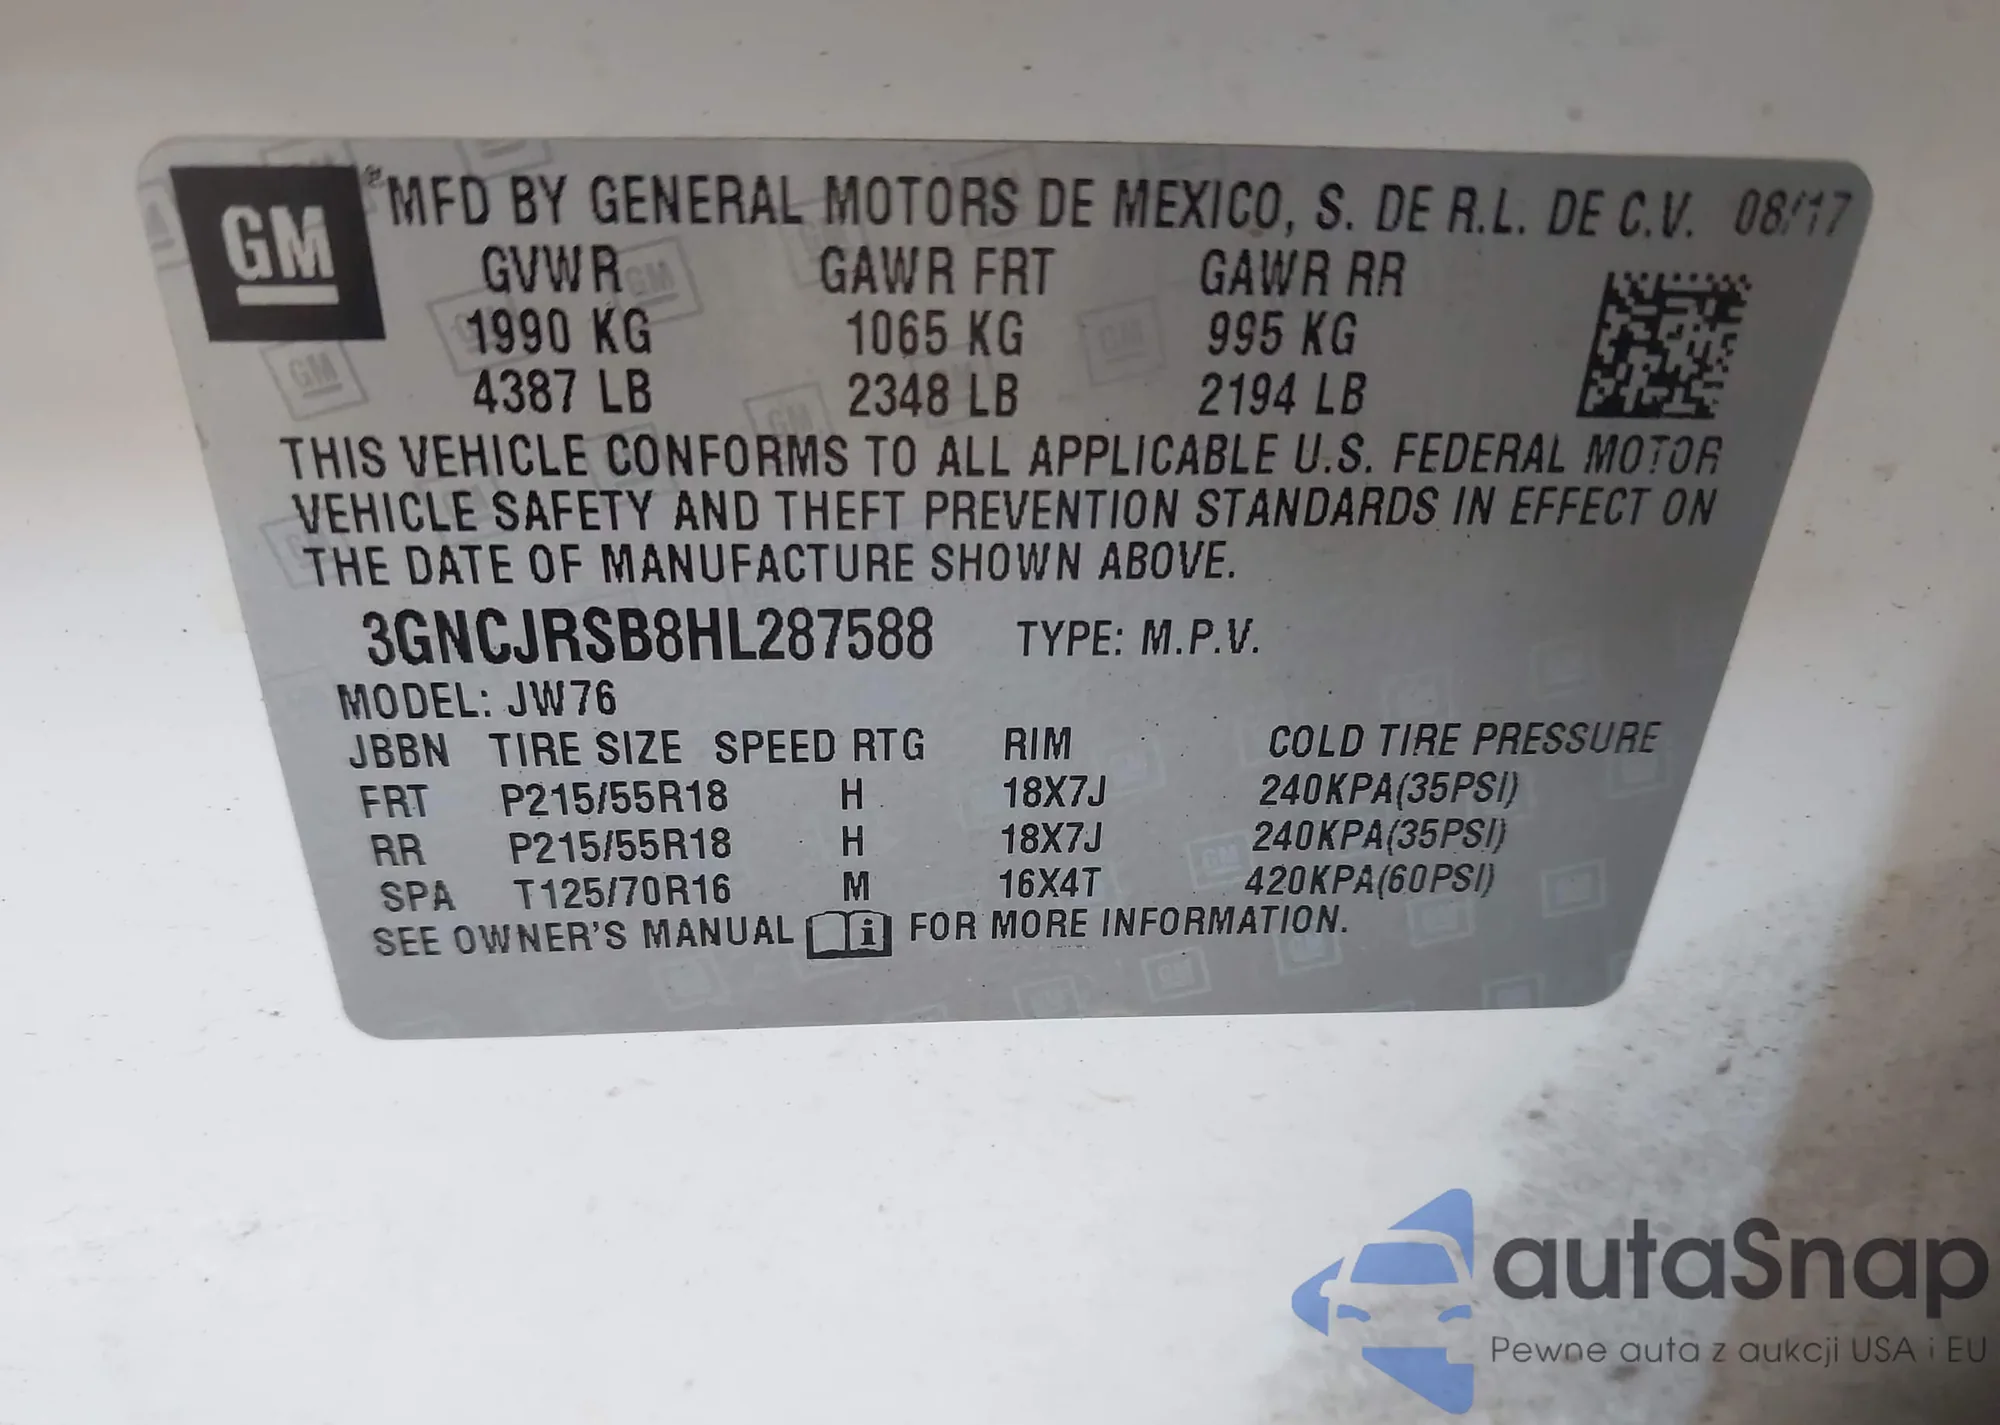 GM
MFD BY GENERAL MOTORS DE MEXICO, S. DE R.L. DE C.V. 08/17
GVWR GAWR FRT GAWR RR
1990 KG 1065 KG 995 KG
4387 LB 2348 LB 2194 LB
THIS VEHICLE CONFORMS TO ALL APPLICABLE U.S. FEDERAL MOTOR
VEHICLE SAFETY AND THEFT PREVENTION STANDARDS IN EFFECT ON
THE DATE OF MANUFACTURE SHOWN ABOVE.
3GNCJRSB8HL287588 TYPE: M.P.V.
MODEL: JW76
JBBN TIRE SIZE SPEED RTG RIM COLD TIRE PRESSURE
FRT P215/55R18 H 18X7J 240KPA(35PSI)
RR P215/55R18 H 18X7J 240KPA(35PSI)
SPA T125/70R16 M 16X4T 420KPA(60PSI)
SEE OWNER'S MANUAL i FOR MORE INFORMATION.
autaSnap
Pewne auta z aukcji USA i EU